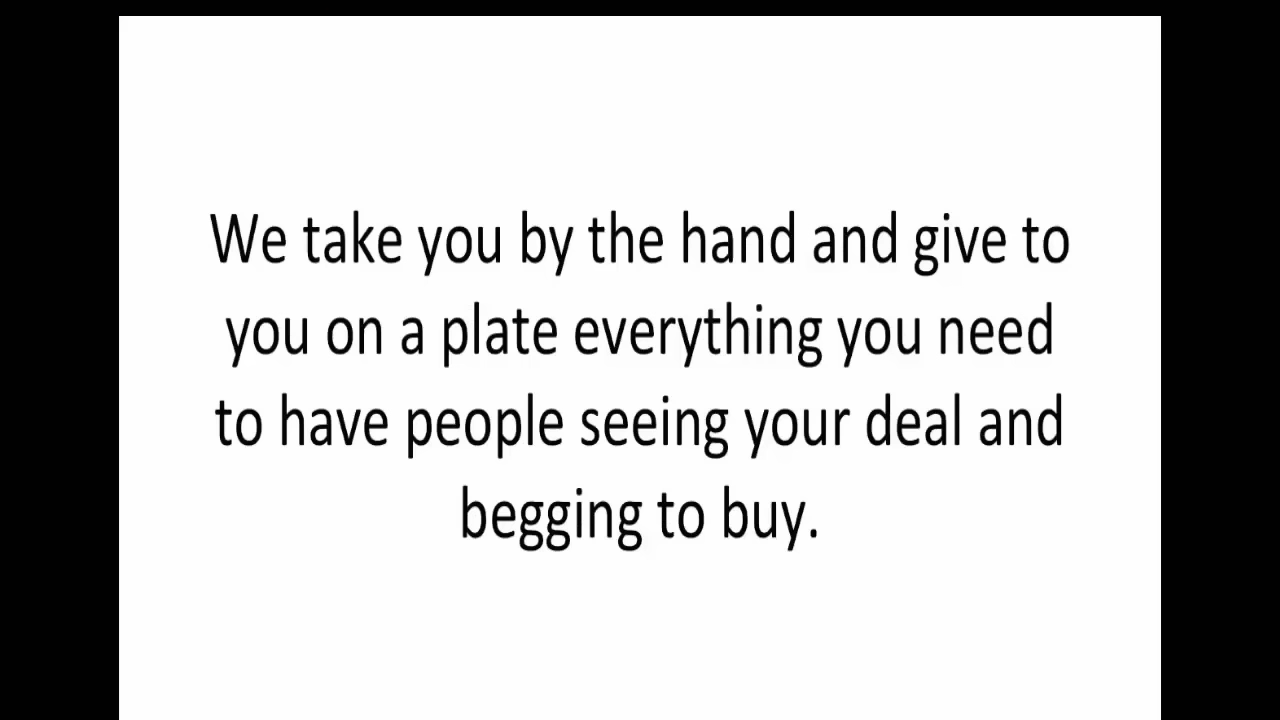 We take you by the hand and give to
you on a plate everything you need
to have people seeing your deal and
begging to buy.